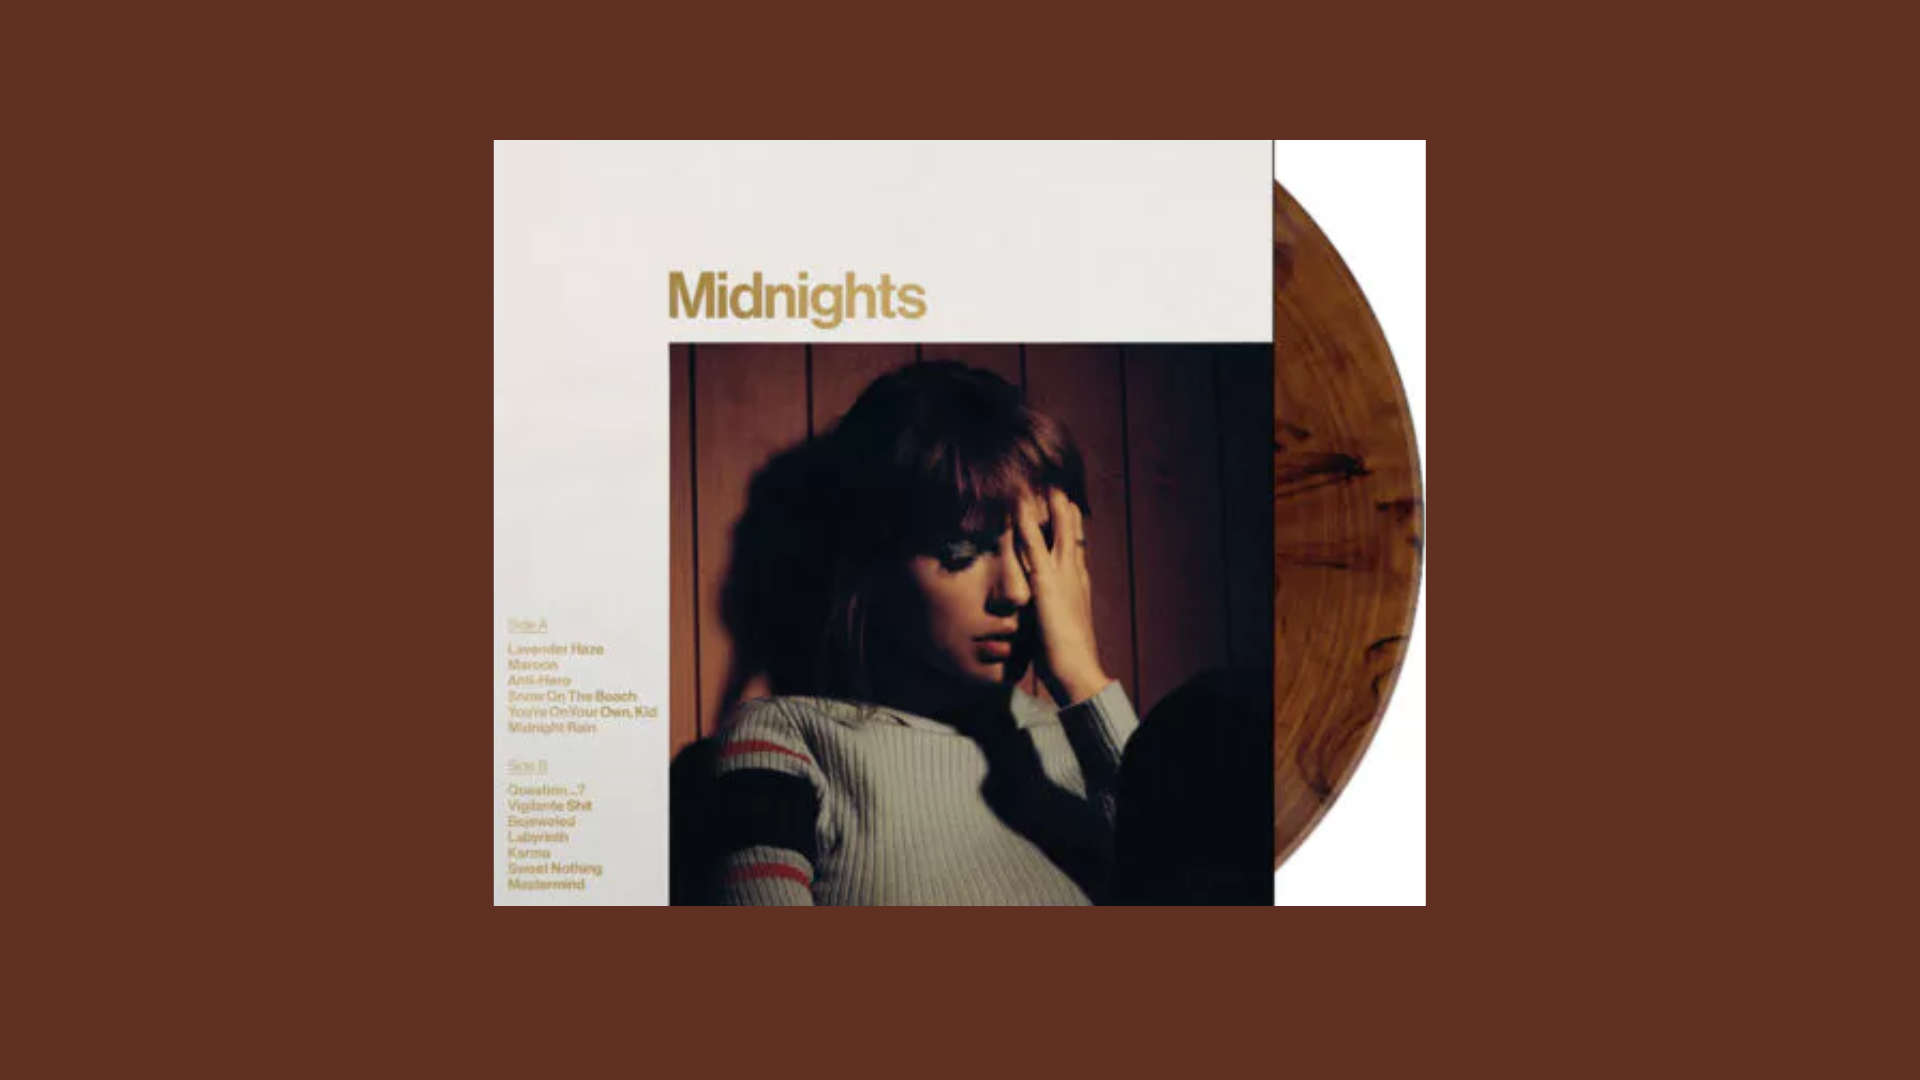 Midnights
Side A
Lavender Haze
Maroon
Anti-Hero
Snow On The Beach
You're On Your Own, Kid
Midnight Rain
Side B
Question...?
Vigilante Shit
Bejeweled
Labyrinth
Karma
Sweet Nothing
Mastermind